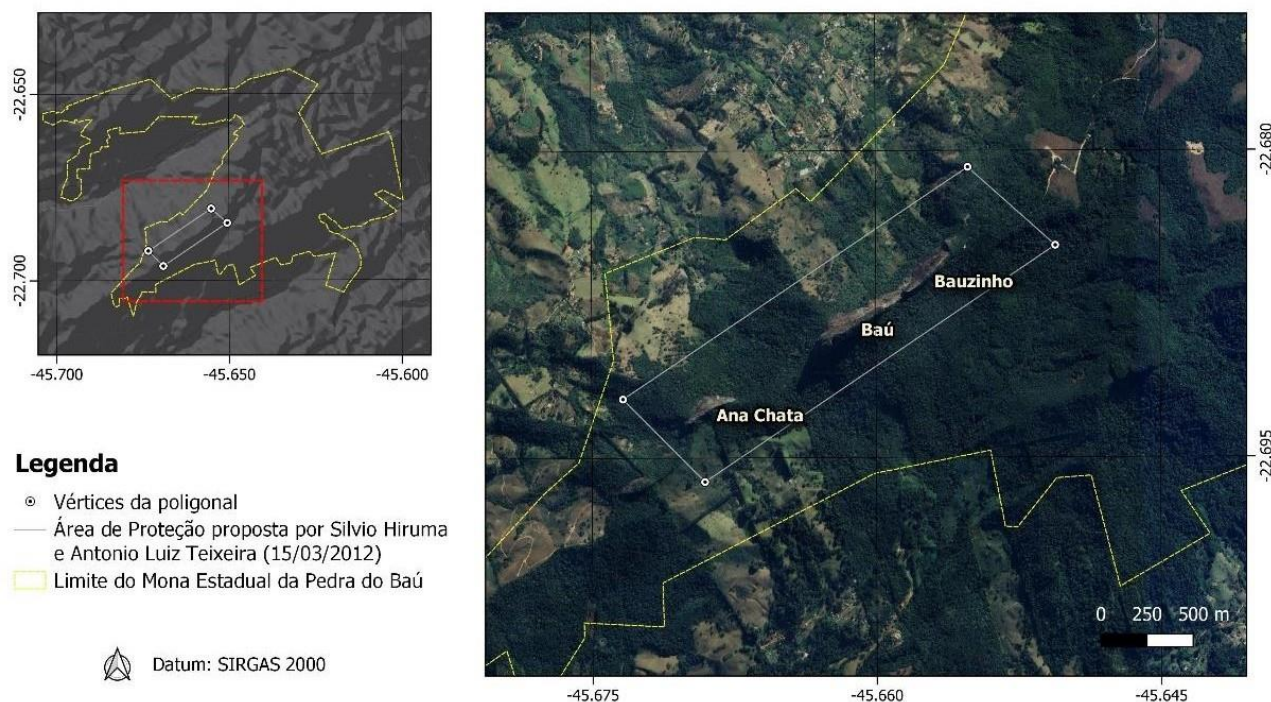 -22.650
-22.700
-45.700
-45.650
-45.600
Legenda
Vértices da poligonal
Área de Proteção proposta por Silvio Hiruma
e Antonio Luiz Teixeira (15/03/2012)
Limite do Mona Estadual da Pedra do Baú
Datum: SIRGAS 2000
-22.680
Bauzinho
Baú
Ana Chata
-22.695
0 250 500 m
-45.675
-45.660
-45.645